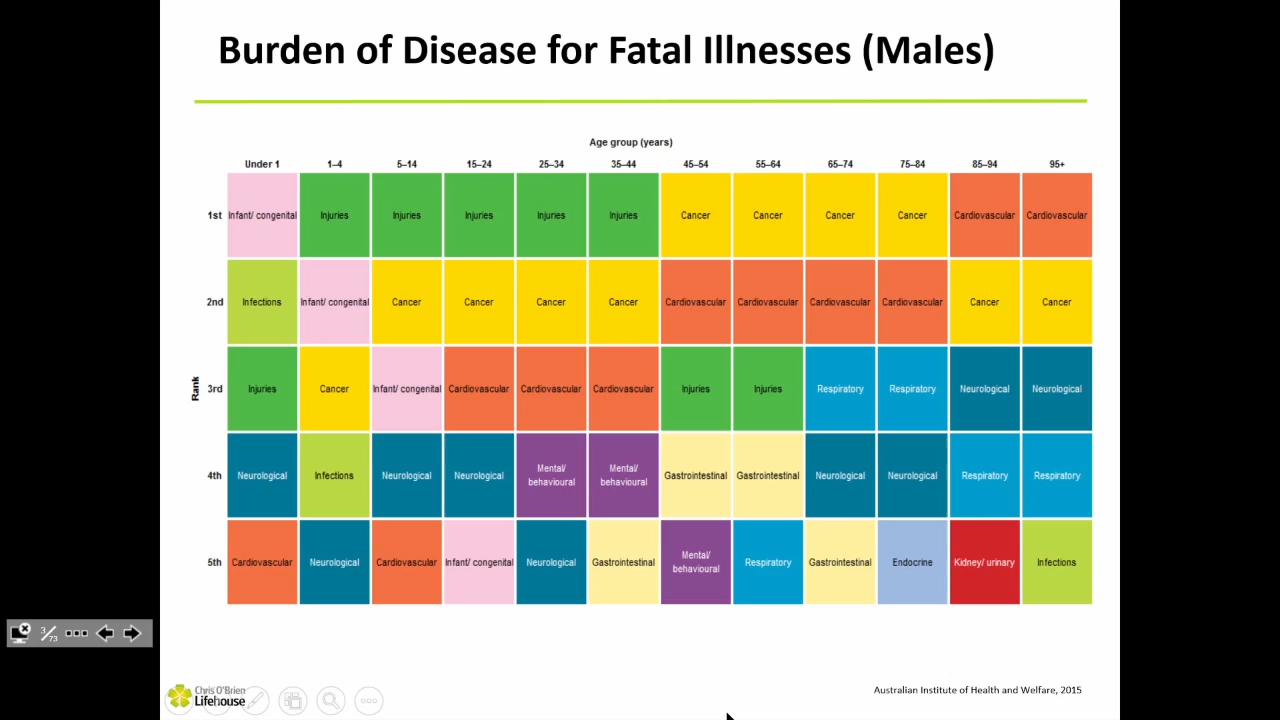 Burden of Disease for Fatal Illnesses (Males)
Age group (years)
Under 1 1–4 5–14 15–24 25–34 35–44 45–54 55–64 65–74 75–84 85–94 95+
Rank
1st Infant/ congenital Injuries Injuries Injuries Injuries Injuries Cancer Cancer Cancer Cancer Cardiovascular Cardiovascular
2nd Infections Infant/ congenital Cancer Cancer Cancer Cancer Cardiovascular Cardiovascular Cardiovascular Cardiovascular Cancer Cancer
3rd Injuries Cancer Infant/ congenital Cardiovascular Cardiovascular Cardiovascular Injuries Injuries Respiratory Respiratory Neurological Neurological
4th Neurological Infections Neurological Neurological Mental/ behavioural Mental/ behavioural Gastrointestinal Gastrointestinal Neurological Neurological Respiratory Respiratory
5th Cardiovascular Neurological Cardiovascular Infant/ congenital Neurological Gastrointestinal Mental/ behavioural Respiratory Gastrointestinal Endocrine Kidney/ urinary Infections
3/73
Chris O'Brien
Lifehouse
Australian Institute of Health and Welfare, 2015